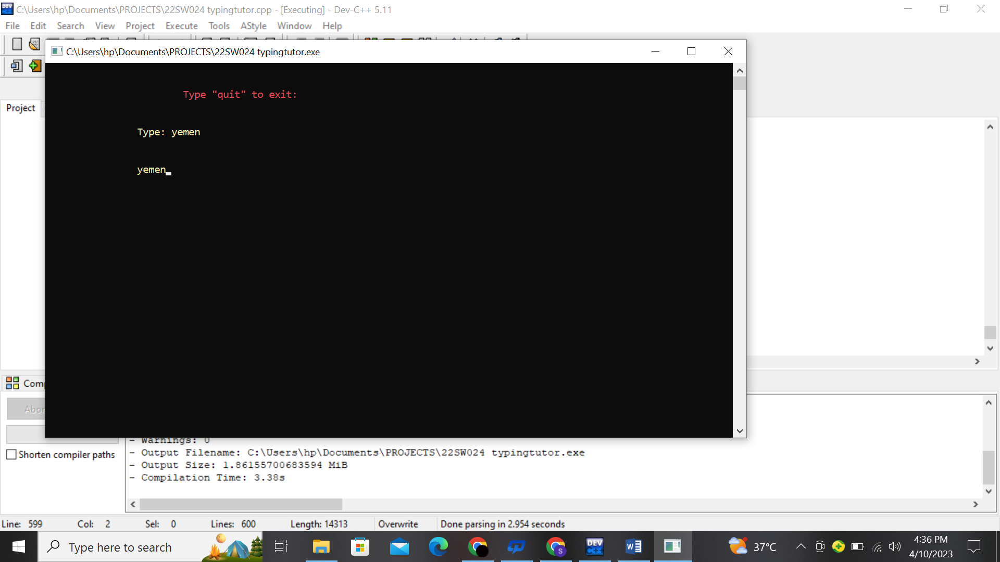 C:\Users\hp\Documents\PROJECTS\22SW024 typingtutor.cpp - [Executing] - Dev-C++ 5.11
File Edit Search View Project Execute Tools AStyle Window Help
C:\Users\hp\Documents\PROJECTS\22SW024 typingtutor.exe
Type "quit" to exit:
Project
Type: yemen
yemen
- Warnings: 0
Shorten compiler paths
- Output Filename: C:\Users\hp\Documents\PROJECTS\22SW024 typingtutor.exe
- Output Size: 1.86155700683594 MiB
- Compilation Time: 3.38s
Line: 599 Col: 2 Sel: 0 Lines: 600 Length: 14313 Overwrite Done parsing in 2.954 seconds
Type here to search
DEV C++
W
S
37°C
4:36 PM
4/10/2023